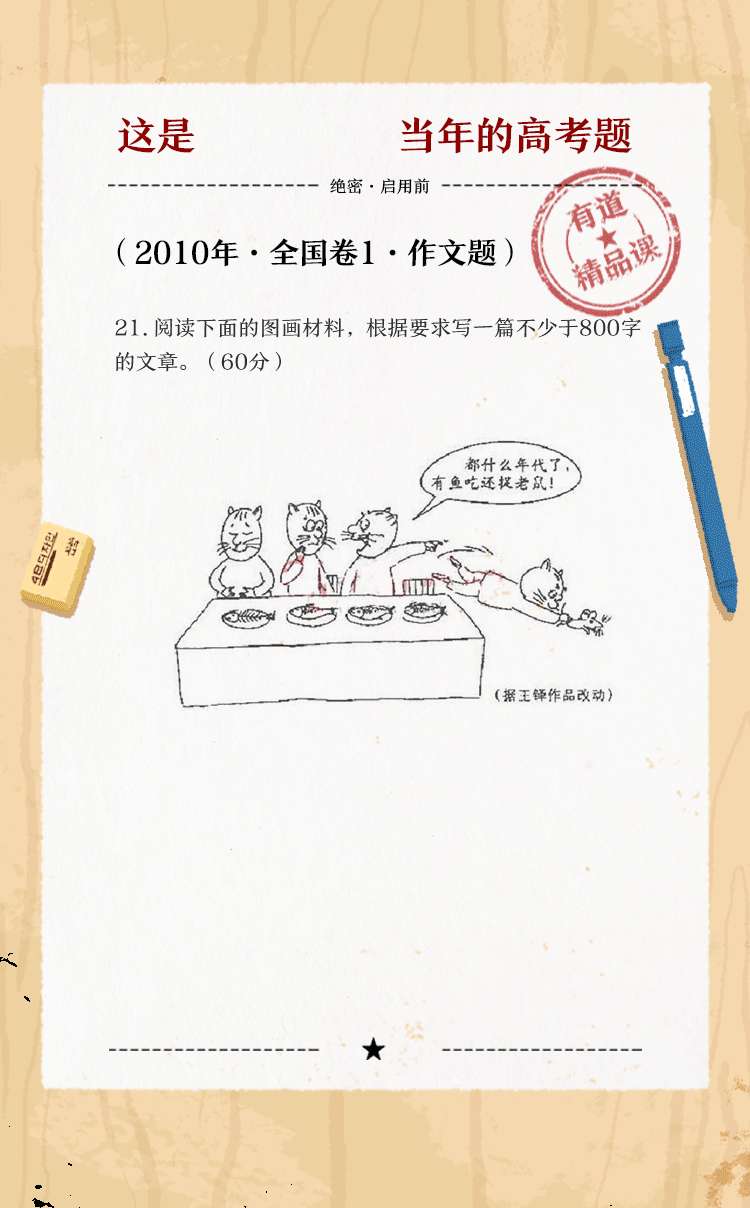 这是 当年的高考题
绝密·启用前
有道
精品课
（2010年·全国卷1·作文题）
21. 阅读下面的图画材料，根据要求写一篇不少于800字
的文章。（60分）
都什么年代了，
有鱼吃还捉老鼠！
（据王铎作品改动）